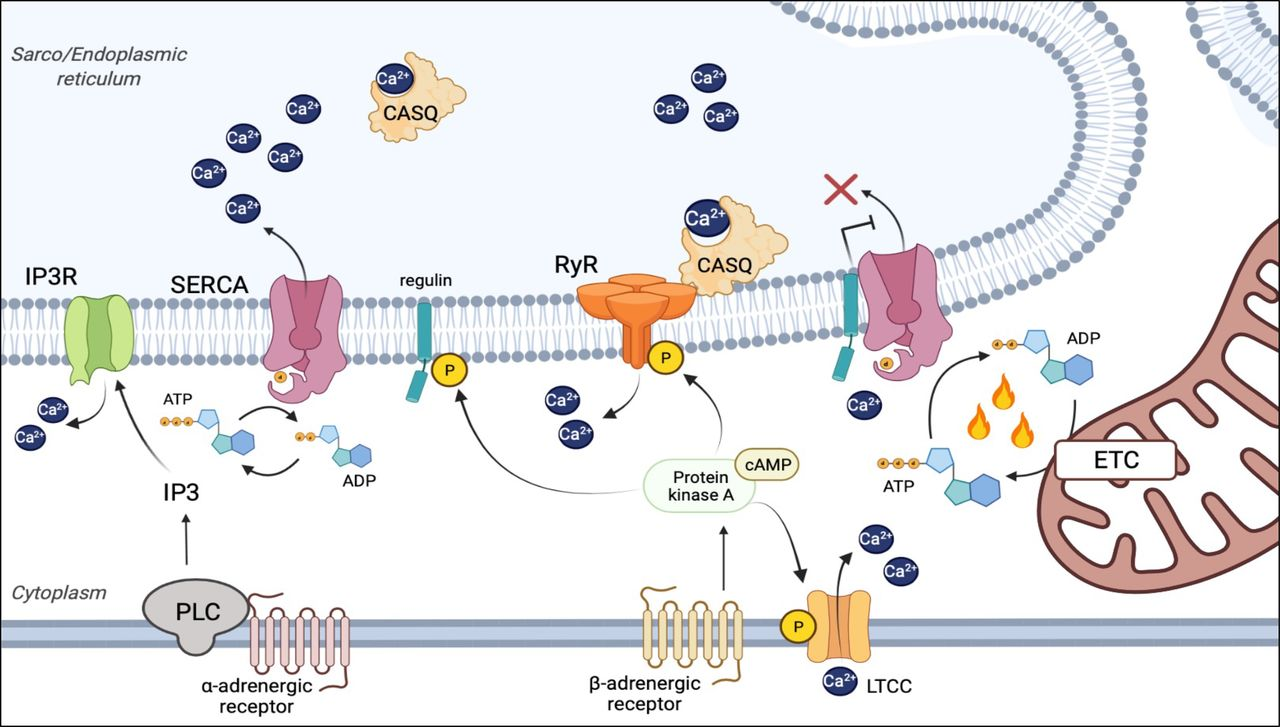 Sarco/Endoplasmic
reticulum
Ca²⁺
CASQ
Ca²⁺
Ca²⁺
Ca²⁺
Ca²⁺
Ca²⁺
Ca²⁺
Ca²⁺
Ca²⁺
Ca²⁺
CASQ
IP3R
SERCA
regulin
RyR
P
P
Ca²⁺
Ca²⁺
ATP
ADP
Ca²⁺
Ca²⁺
Ca²⁺
ADP
ATP
ETC
IP3
Protein
kinase A
cAMP
Ca²⁺
Ca²⁺
Cytoplasm
PLC
α-adrenergic
receptor
β-adrenergic
receptor
P
Ca²⁺
LTCC